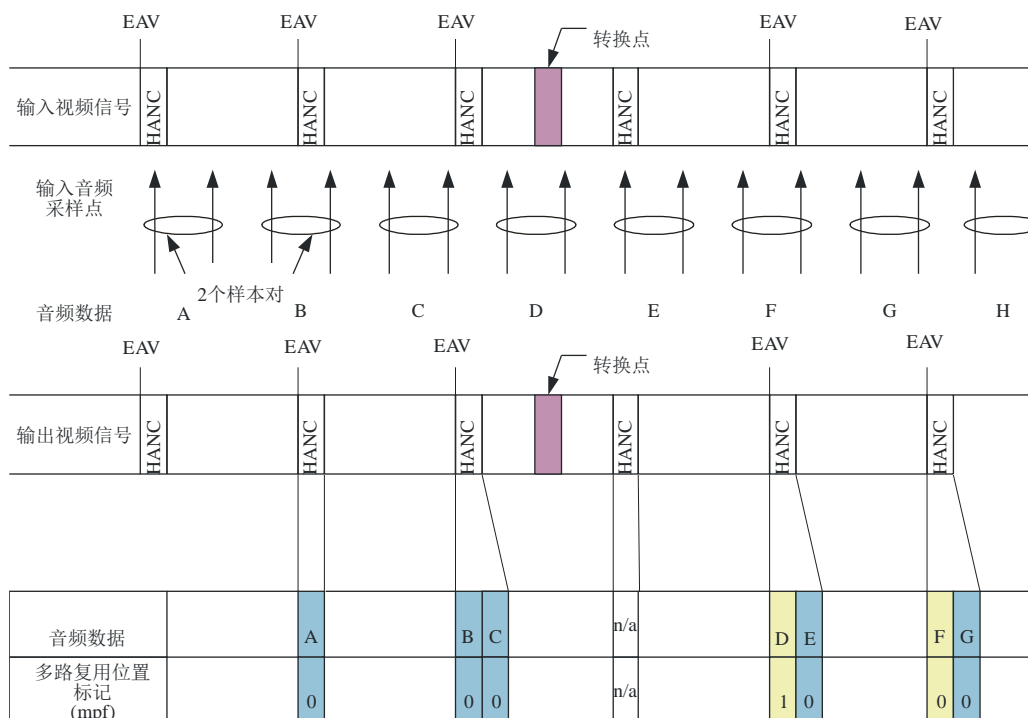 EAV EAV EAV 转换点 EAV EAV
输入视频信号 HANC HANC HANC HANC HANC HANC
输入音频
采样点
2个样本对
音频数据 A B C D E F G H
EAV EAV EAV 转换点 EAV EAV
输出视频信号 HANC HANC HANC HANC HANC HANC
音频数据 A B C n/a D E F G
多路复用位置
标记
(mpf)
0 0 0 n/a 1 0 0 0